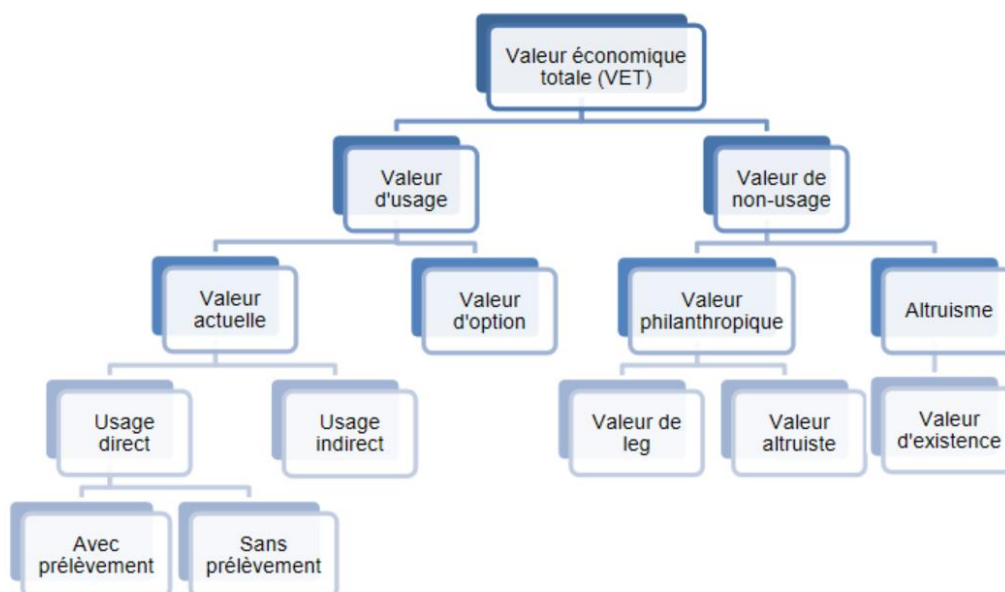 Valeur économique
totale (VET)
Valeur
d'usage
Valeur de
non-usage
Valeur
actuelle
Valeur
d'option
Valeur
philanthropique
Altruisme
Usage
direct
Usage
indirect
Valeur de
leg
Valeur
altruiste
Valeur
d'existence
Avec
prélèvement
Sans
prélèvement